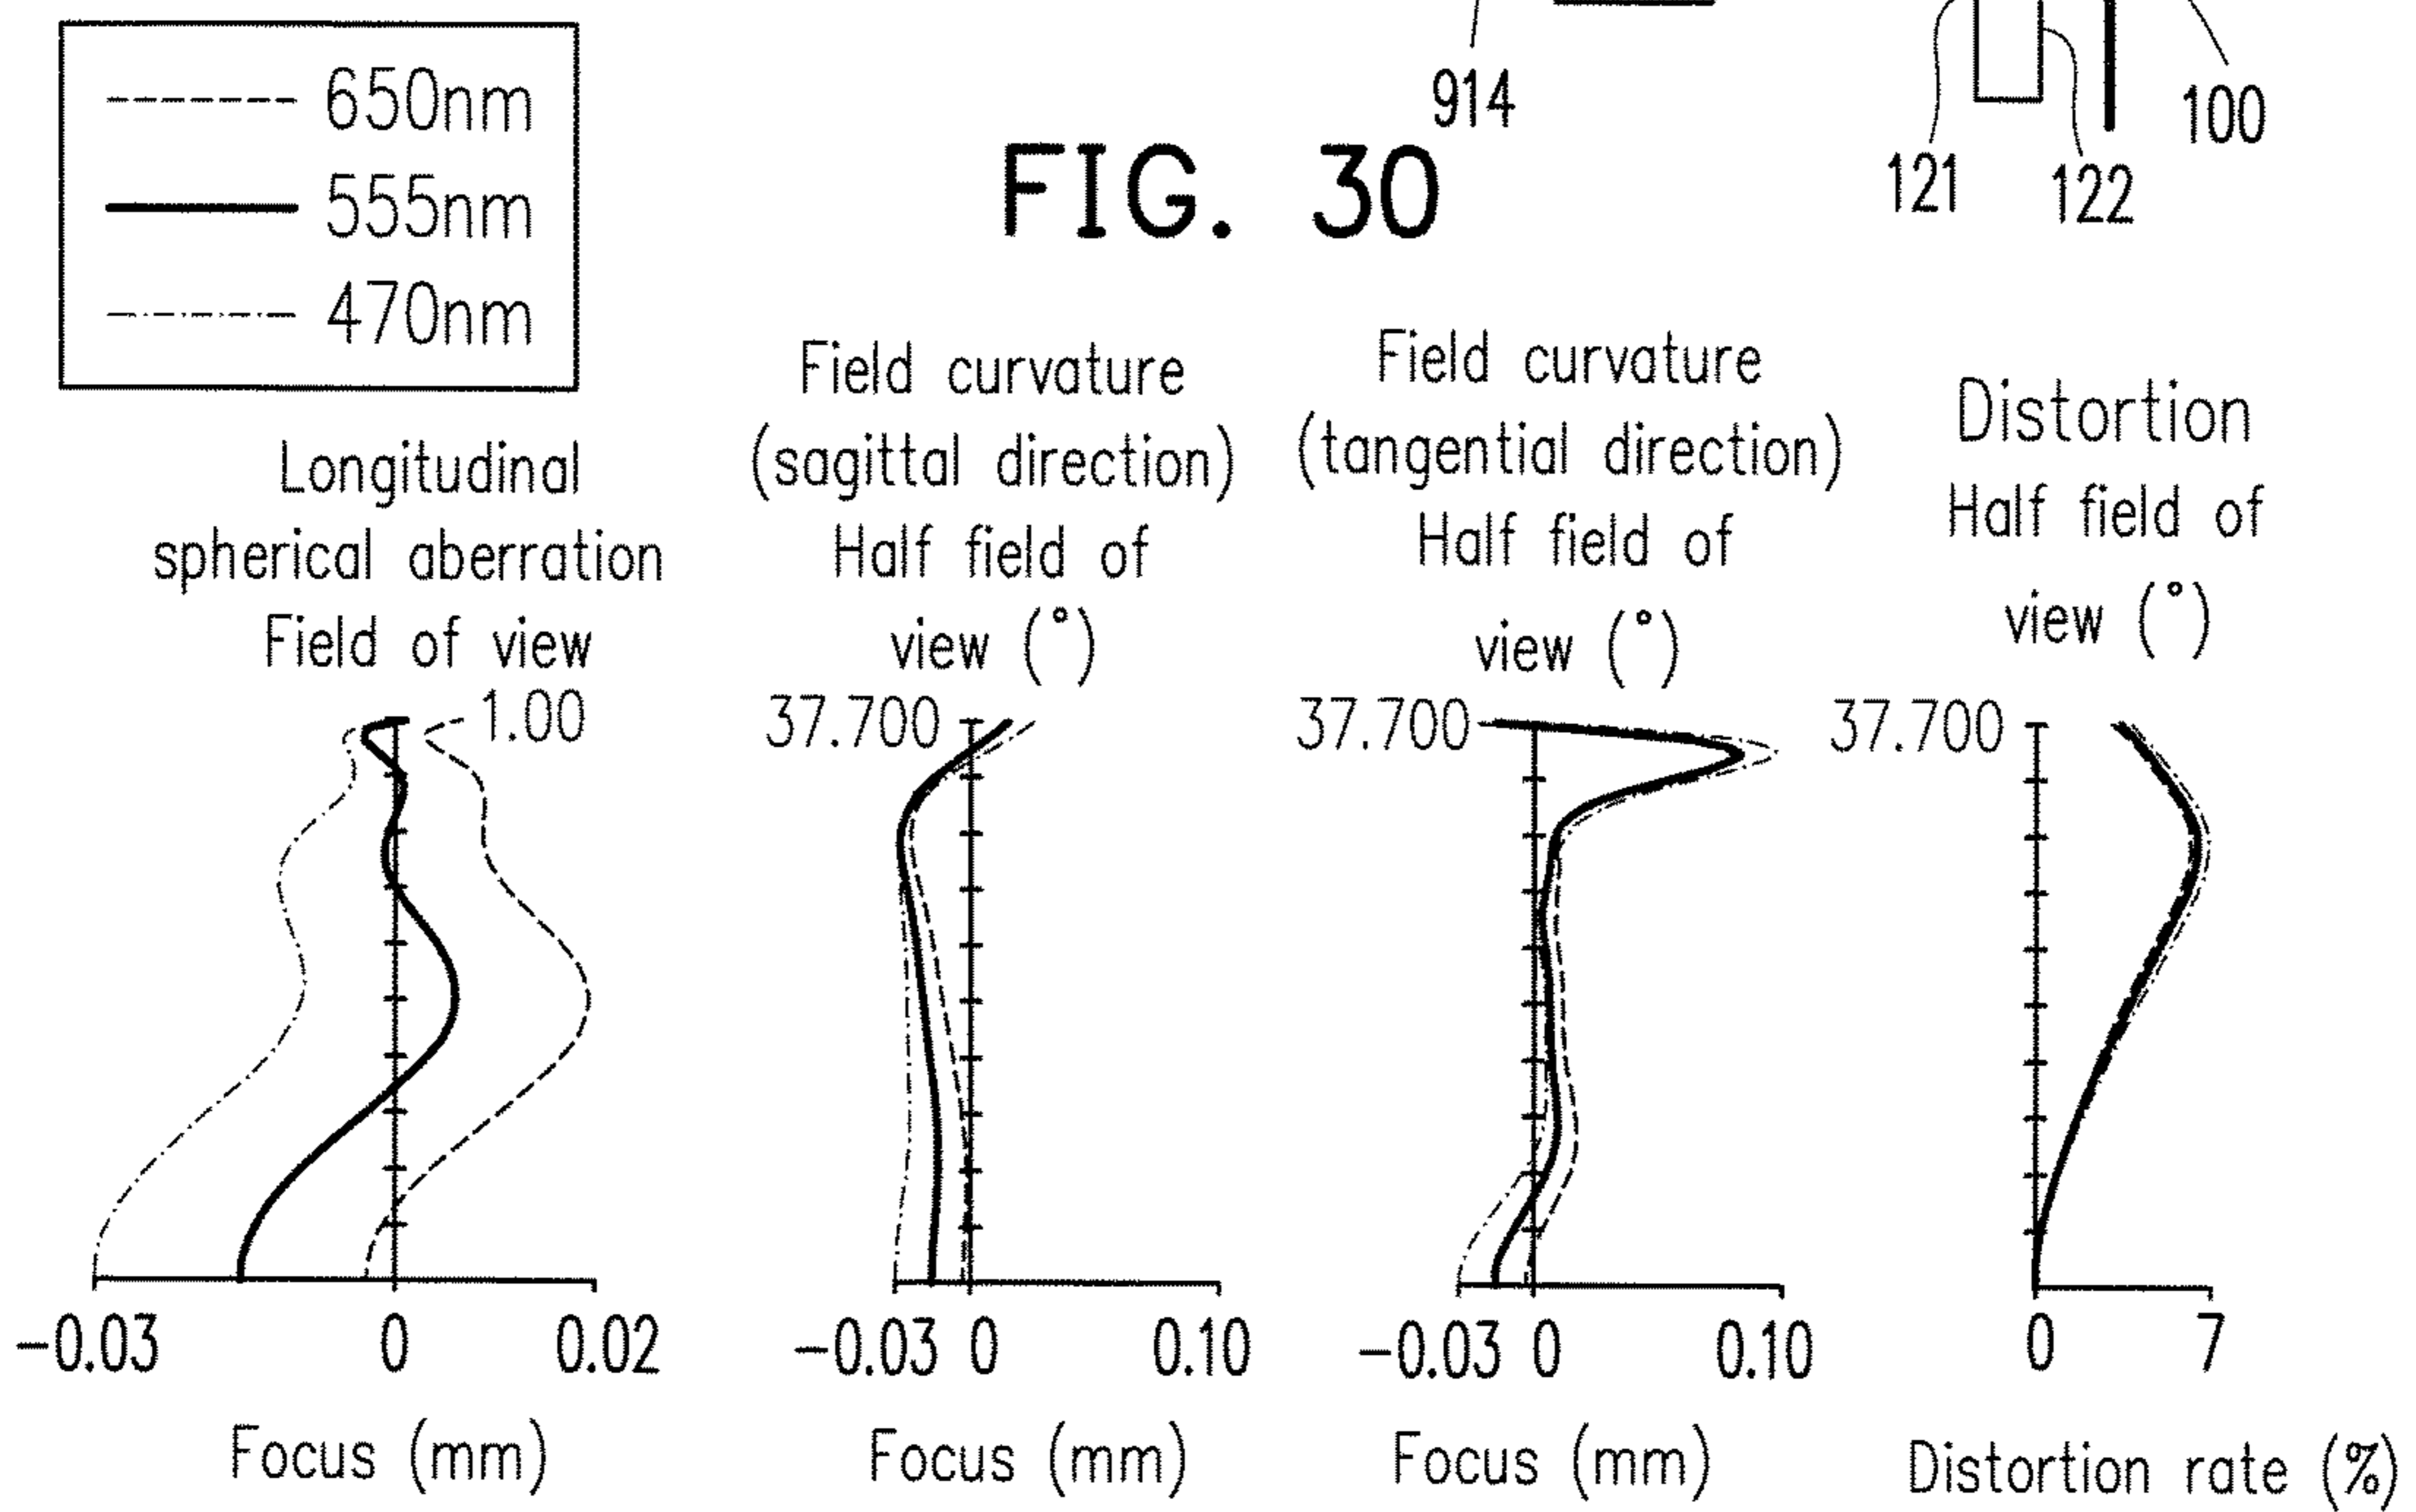 650nm
555nm
470nm
914
FIG. 30
121
122
100
Longitudinal
spherical aberration
Field of view
1.00
-0.03
0
0.02
Focus (mm)
Field curvature
(sagittal direction)
Half field of
view (°)
37.700
-0.03
0
0.10
Focus (mm)
Field curvature
(tangential direction)
Half field of
view (°)
37.700
-0.03
0
0.10
Focus (mm)
Distortion
Half field of
view (°)
37.700
0
7
Distortion rate (%)